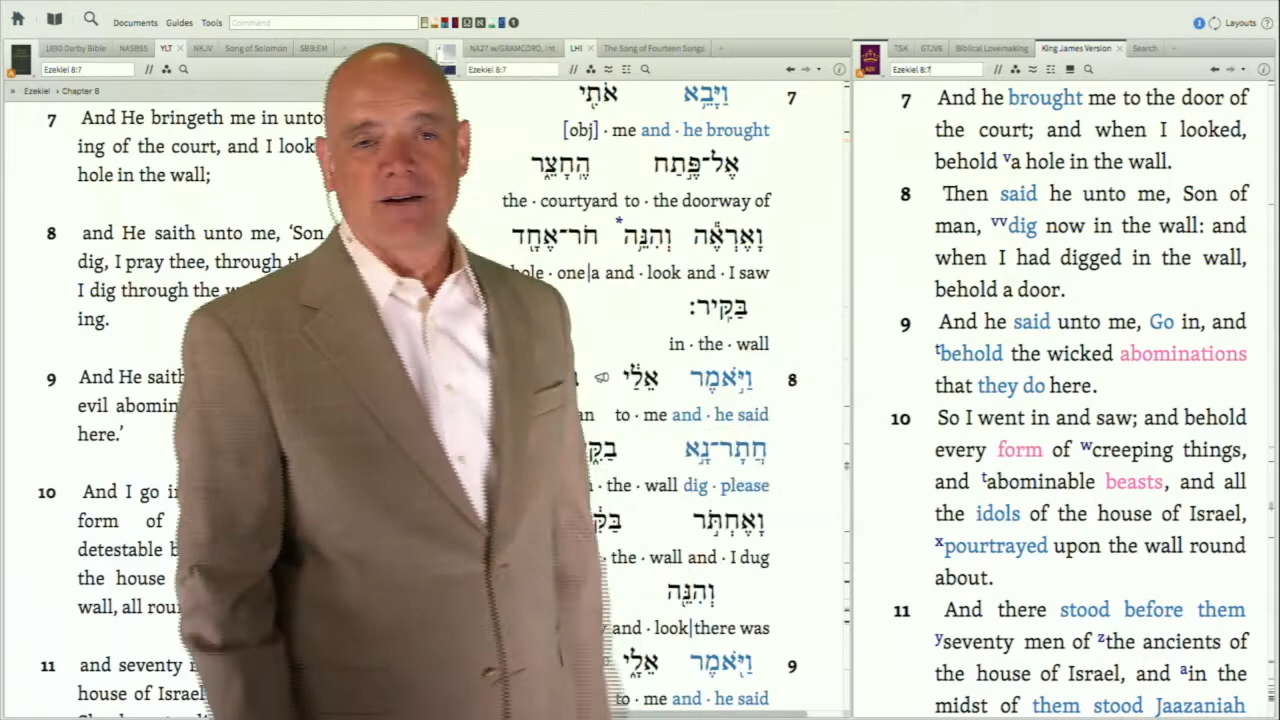 Documents Guides Tools Command
Layouts
1890 Darby Bible NASB95 YLT NKJV Song of Solomon
NA27 w/GRAMCORD, Int. LHI The Song of Fourteen Songs
TSK GTJVB Biblical Lovemaking King James Version Search
Ezekiel 8:7
Ezekiel 8:7
Ezekiel 8:7
Ezekiel › Chapter 8
7 And He bringeth me in unto
ing of the court, and I look
hole in the wall;
8 and He saith unto me, ‘Son
dig, I pray thee, through th
I dig through the w
ing.
9 And He saith
evil abomin
here.’
10 And I go in
form of
detestable b
the house
wall, all rou
11 and seventy
house of Israel
וַיָּבֵ֥א אֹתִ֖י 7
[obj] · me and · he brought
אֶל־פֶּ֣תַח הֶֽחָצֵ֑ר
the · courtyard to · the doorway of
וָאֶרְאֶ֕ה וְהִנֵּ֥ה* חֹר־אֶחָ֖ד
hole · one|a and · look and · I saw
בַּקִּֽיר׃
in · the · wall
וַיֹּ֣אמֶר אֵלַ֔י 8
to · me and · he said
חֲתָר־נָ֣א
the · wall dig · please
וָאֶחְתֹּ֣ר
the · wall and · I dug
וְהִנֵּ֖ה
and · look|there was
וַיֹּ֖אמֶר אֵלָ֑י 9
to · me and · he said
7 And he brought me to the door of
the court; and when I looked,
behold va hole in the wall.
8 Then said he unto me, Son of
man, vvdig now in the wall: and
when I had digged in the wall,
behold a door.
9 And he said unto me, Go in, and
tbehold the wicked abominations
that they do here.
10 So I went in and saw; and behold
every form of wcreeping things,
and tabominable beasts, and all
the idols of the house of Israel,
xpourtrayed upon the wall round
about.
11 And there stood before them
yseventy men of zthe ancients of
the house of Israel, and ain the
midst of them stood Jaazaniah